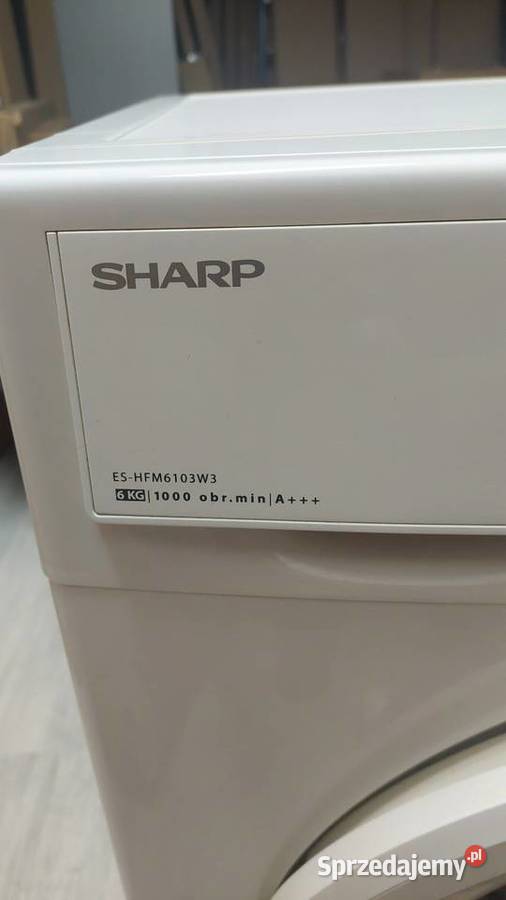 SHARP
ES-HFM6103W3
6 KG|1000 obr.min|A+++
Sprzedajemy.pl